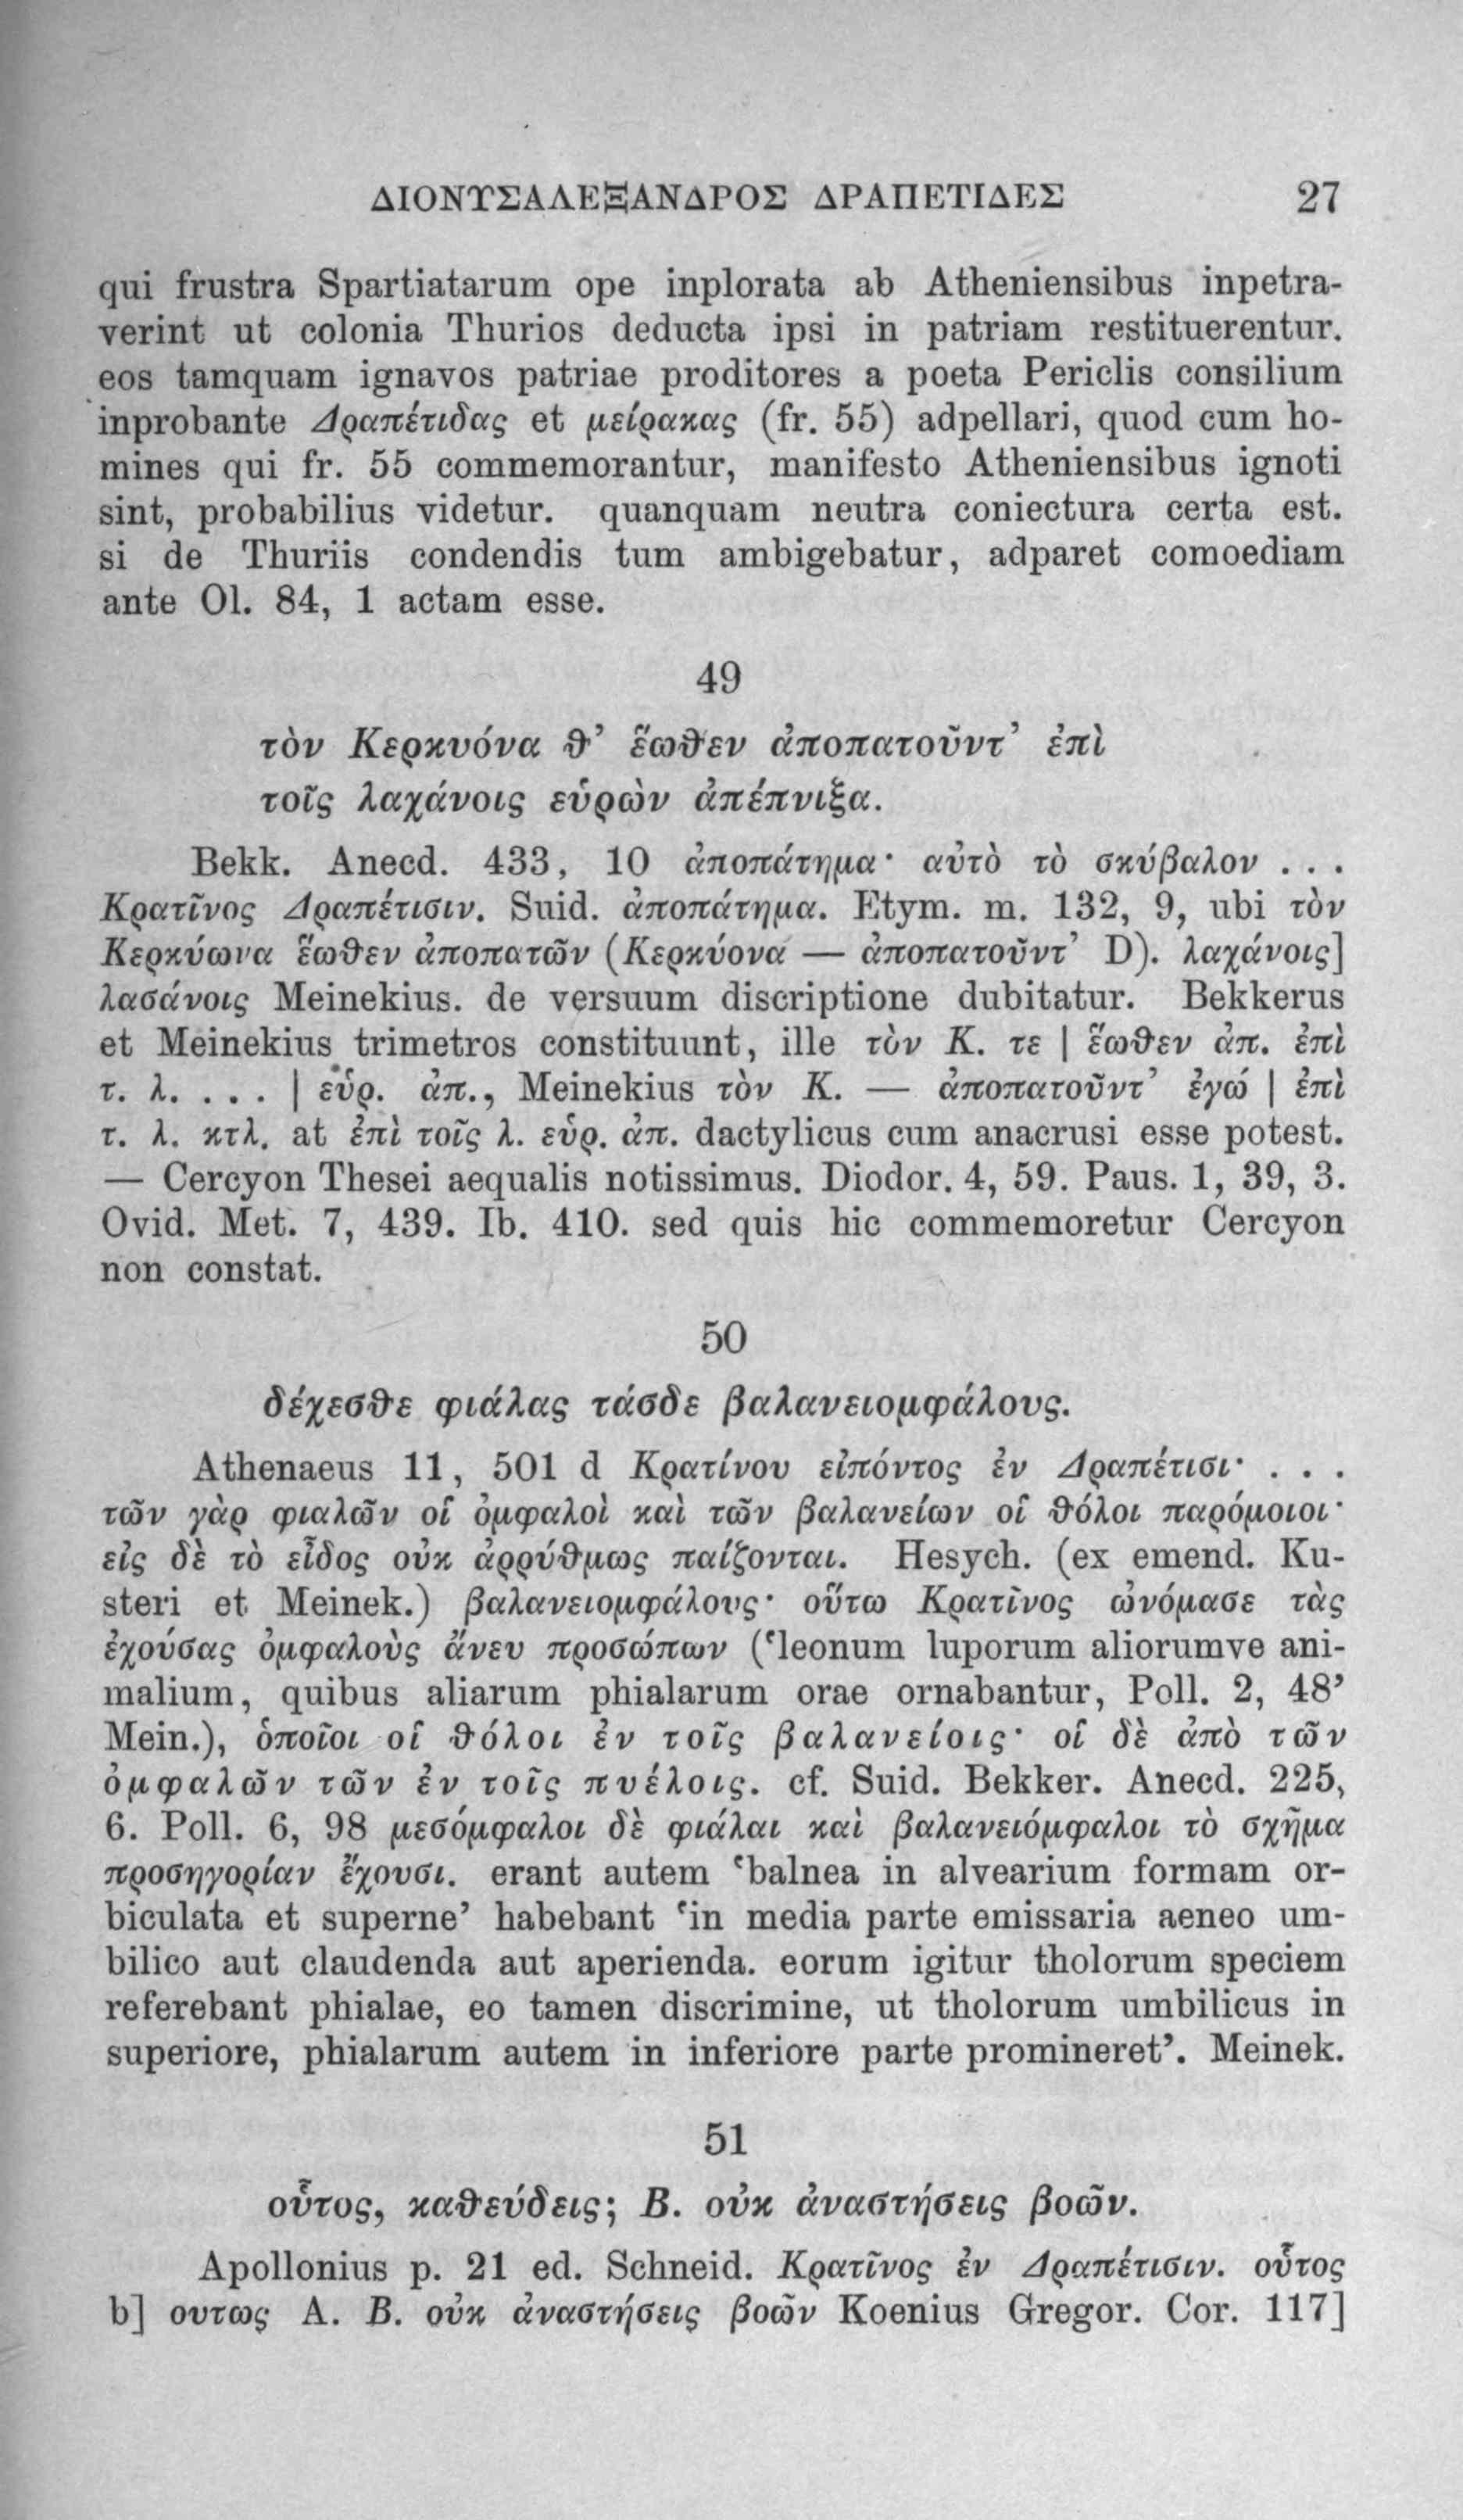 ΔΙΟΝΥΣΑΛΕΞΑΝΔΡΟΣ ΔΡΑΠΕΤΙΔΕΣ 27
qui frustra Spartiatarum ope inplorata ab Atheniensibus inpetra-
verint ut colonia Thurios deducta ipsi in patriam restituerentur.
eos tamquam ignavos patriae proditores a poeta Periclis consilium
inprobante Δραπέτιδας et μείρακας (fr. 55) adpellari, quod cum ho-
mines qui fr. 55 commemorantur, manifesto Atheniensibus ignoti
sint, probabilius videtur. quanquam neutra coniectura certa est.
si de Thuriis condendis tum ambigebatur, adparet comoediam
ante Ol. 84, 1 actam esse.
49
τὸν Κερκυόνα θ’ ἕωθεν ἀποπατοῦντ’ ἐπὶ
τοῖς λαχάνοις εὑρὼν ἀπέπνιξα.
Bekk. Anecd. 433, 10 ἀποπάτημα· αὐτὸ τὸ σκύβαλον . . .
Κρατῖνος Δραπέτισιν. Suid. ἀποπάτημα. Etym. m. 132, 9, ubi τὸν
Κερκύωνα ἕωθεν ἀποπατῶν (Κερκύονα — ἀποπατοῦντ’ D). λαχάνοις]
λασάνοις Meinekius. de versuum discriptione dubitatur. Bekkerus
et Meinekius trimetros constituunt, ille τὸν Κ. τε | ἕωθεν ἀπ. ἐπὶ
τ. λ. . . . | εὑρ. ἀπ., Meinekius τὸν Κ. — ἀποπατοῦντ’ ἐγώ | ἐπὶ
τ. λ. κτλ. at ἐπὶ τοῖς λ. εὑρ. ἀπ. dactylicus cum anacrusi esse potest.
— Cercyon Thesei aequalis notissimus. Diodor. 4, 59. Paus. 1, 39, 3.
Ovid. Met. 7, 439. Ib. 410. sed quis hic commemoretur Cercyon
non constat.
50
δέχεσθε φιάλας τάσδε βαλανειομφάλους.
Athenaeus 11, 501 d Κρατίνου εἰπόντος ἐν Δραπέτισι· . . .
τῶν γὰρ φιαλῶν οἱ ὀμφαλοὶ καὶ τῶν βαλανείων οἱ θόλοι παρόμοιοι·
εἰς δὲ τὸ εἶδος οὐκ ἀρρύθμως παίζονται. Hesych. (ex emend. Ku-
steri et Meinek.) βαλανειομφάλους· οὕτω Κρατῖνος ὠνόμασε τὰς
ἐχούσας ὀμφαλοὺς ἄνευ προσώπων (‘leonum luporum aliorumve ani-
malium, quibus aliarum phialarum orae ornabantur, Poll. 2, 48’
Mein.), ὁποῖοι οἱ θόλοι ἐν τοῖς βαλανείοις· οἱ δὲ ἀπὸ τῶν
ὀμφαλῶν τῶν ἐν τοῖς πυέλοις. cf. Suid. Bekker. Anecd. 225,
6. Poll. 6, 98 μεσόμφαλοι δὲ φιάλαι καὶ βαλανειόμφαλοι τὸ σχῆμα
προσηγορίαν ἔχουσι. erant autem ‘balnea in alvearium formam or-
biculata et superne’ habebant ‘in media parte emissaria aeneo um-
bilico aut claudenda aut aperienda. eorum igitur tholorum speciem
referebant phialae, eo tamen discrimine, ut tholorum umbilicus in
superiore, phialarum autem in inferiore parte promineret’. Meinek.
51
οὗτος, καθεύδεις; Β. οὐκ ἀναστήσεις βοῶν.
Apollonius p. 21 ed. Schneid. Κρατῖνος ἐν Δραπέτισιν. οὗτος
b] ουτως A. Β. οὐκ ἀναστήσεις βοῶν Koenius Gregor. Cor. 117]